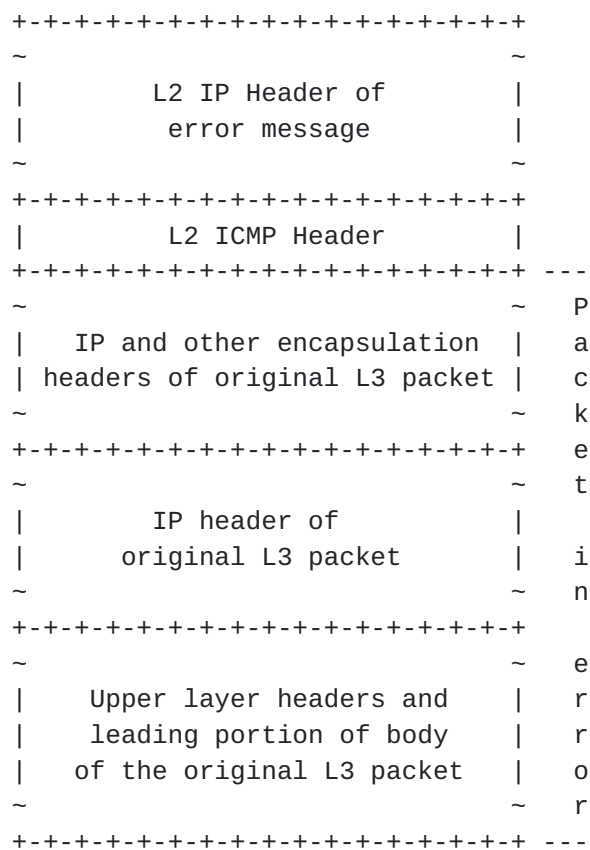 +-+-+-+-+-+-+-+-+-+-+-+-+-+-+-+-+
~                               ~
|        L2 IP Header of        |
|         error message         |
~                               ~
+-+-+-+-+-+-+-+-+-+-+-+-+-+-+-+-+
|         L2 ICMP Header        |
+-+-+-+-+-+-+-+-+-+-+-+-+-+-+-+-+ ---
~                               ~   P
|   IP and other encapsulation  |   a
| headers of original L3 packet |   c
~                               ~   k
+-+-+-+-+-+-+-+-+-+-+-+-+-+-+-+-+   e
~                               ~   t
|        IP header of           |
|      original L3 packet       |   i
~                               ~   n
+-+-+-+-+-+-+-+-+-+-+-+-+-+-+-+-+
~                               ~   e
|    Upper layer headers and    |   r
|    leading portion of body    |   r
|   of the original L3 packet   |   o
~                               ~   r
+-+-+-+-+-+-+-+-+-+-+-+-+-+-+-+-+ ---